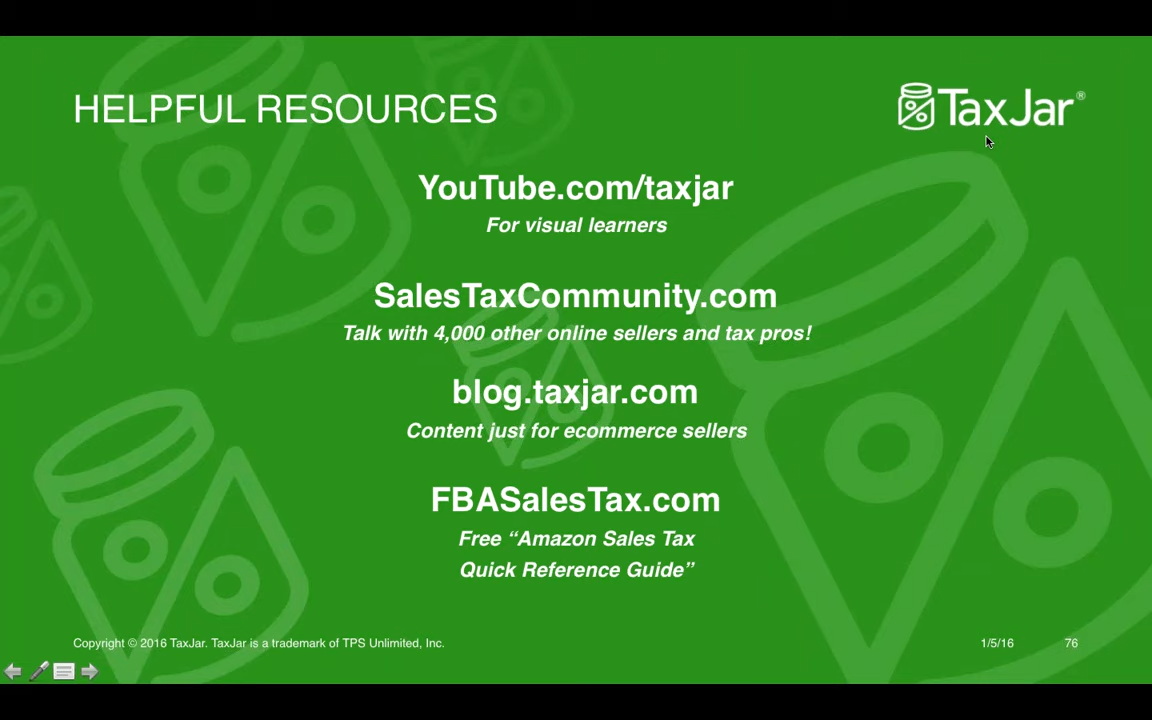 HELPFUL RESOURCES
TaxJar®
YouTube.com/taxjar
For visual learners
SalesTaxCommunity.com
Talk with 4,000 other online sellers and tax pros!
blog.taxjar.com
Content just for ecommerce sellers
FBASalesTax.com
Free “Amazon Sales Tax
Quick Reference Guide”
Copyright © 2016 TaxJar. TaxJar is a trademark of TPS Unlimited, Inc.
1/5/16
76